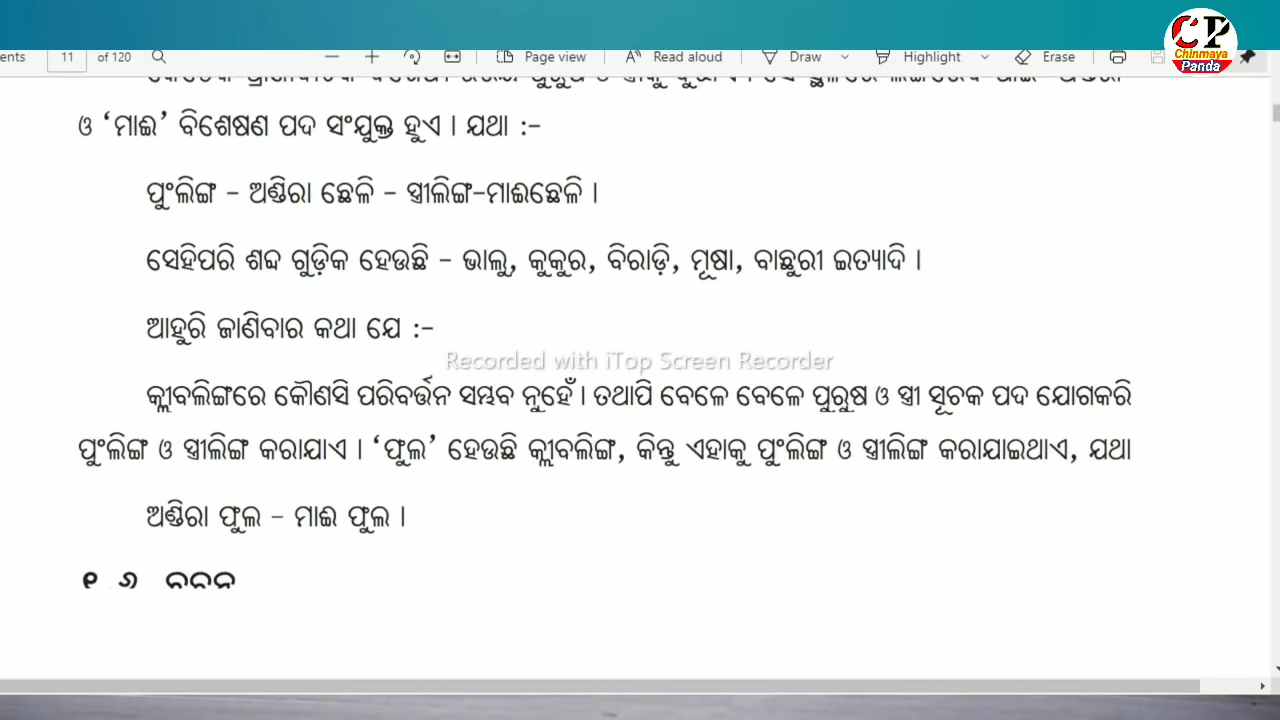 ents 11 of 120 Page view Read aloud Draw Highlight Erase
CP
Chinmaya
Panda
ଓ ‘ମାଈ’ ବିଶେଷଣ ପଦ ସଂଯୁକ୍ତ ହୁଏ । ଯଥା :-
ପୁଂଲିଙ୍ଗ - ଅଣ୍ଡିରା ଛେଳି - ସ୍ତ୍ରୀଲିଙ୍ଗ-ମାଈଛେଳି ।
ସେହିପରି ଶବ୍ଦ ଗୁଡ଼ିକ ହେଉଛି - ଭାଲୁ, କୁକୁର, ବିରାଡ଼ି, ମୂଷା, ବାଛୁରୀ ଇତ୍ୟାଦି ।
ଆହୁରି ଜାଣିବାର କଥା ଯେ :-
Recorded with iTop Screen Recorder
କ୍ଲୀବଲିଙ୍ଗରେ କୌଣସି ପରିବର୍ତ୍ତନ ସମ୍ଭବ ନୁହେଁ । ତଥାପି ବେଳେ ବେଳେ ପୁରୁଷ ଓ ସ୍ତ୍ରୀ ସୂଚକ ପଦ ଯୋଗକରି
ପୁଂଲିଙ୍ଗ ଓ ସ୍ତ୍ରୀଲିଙ୍ଗ କରାଯାଏ । ‘ଫୁଲ’ ହେଉଛି କ୍ଲୀବଲିଙ୍ଗ, କିନ୍ତୁ ଏହାକୁ ପୁଂଲିଙ୍ଗ ଓ ସ୍ତ୍ରୀଲିଙ୍ଗ କରାଯାଇଥାଏ, ଯଥା
ଅଣ୍ଡିରା ଫୁଲ - ମାଈ ଫୁଲ ।